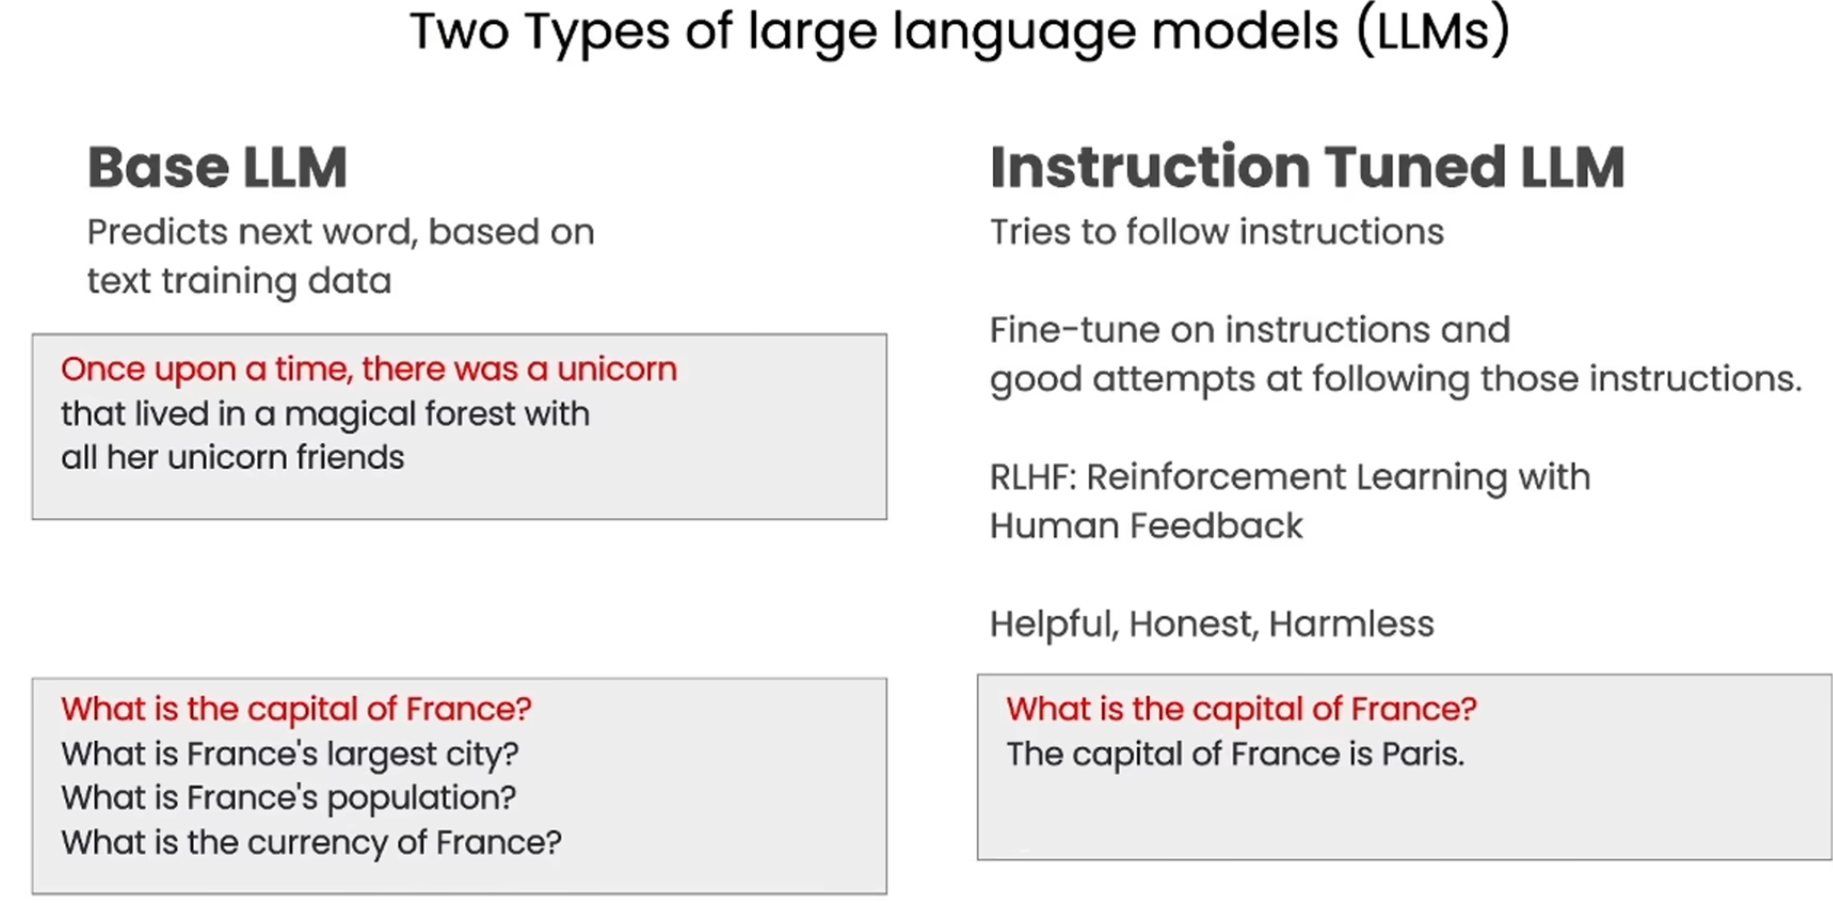 Two Types of large language models (LLMs)
Base LLM
Predicts next word, based on
text training data
Once upon a time, there was a unicorn
that lived in a magical forest with
all her unicorn friends
What is the capital of France?
What is France's largest city?
What is France's population?
What is the currency of France?
Instruction Tuned LLM
Tries to follow instructions
Fine-tune on instructions and
good attempts at following those instructions.
RLHF: Reinforcement Learning with
Human Feedback
Helpful, Honest, Harmless
What is the capital of France?
The capital of France is Paris.